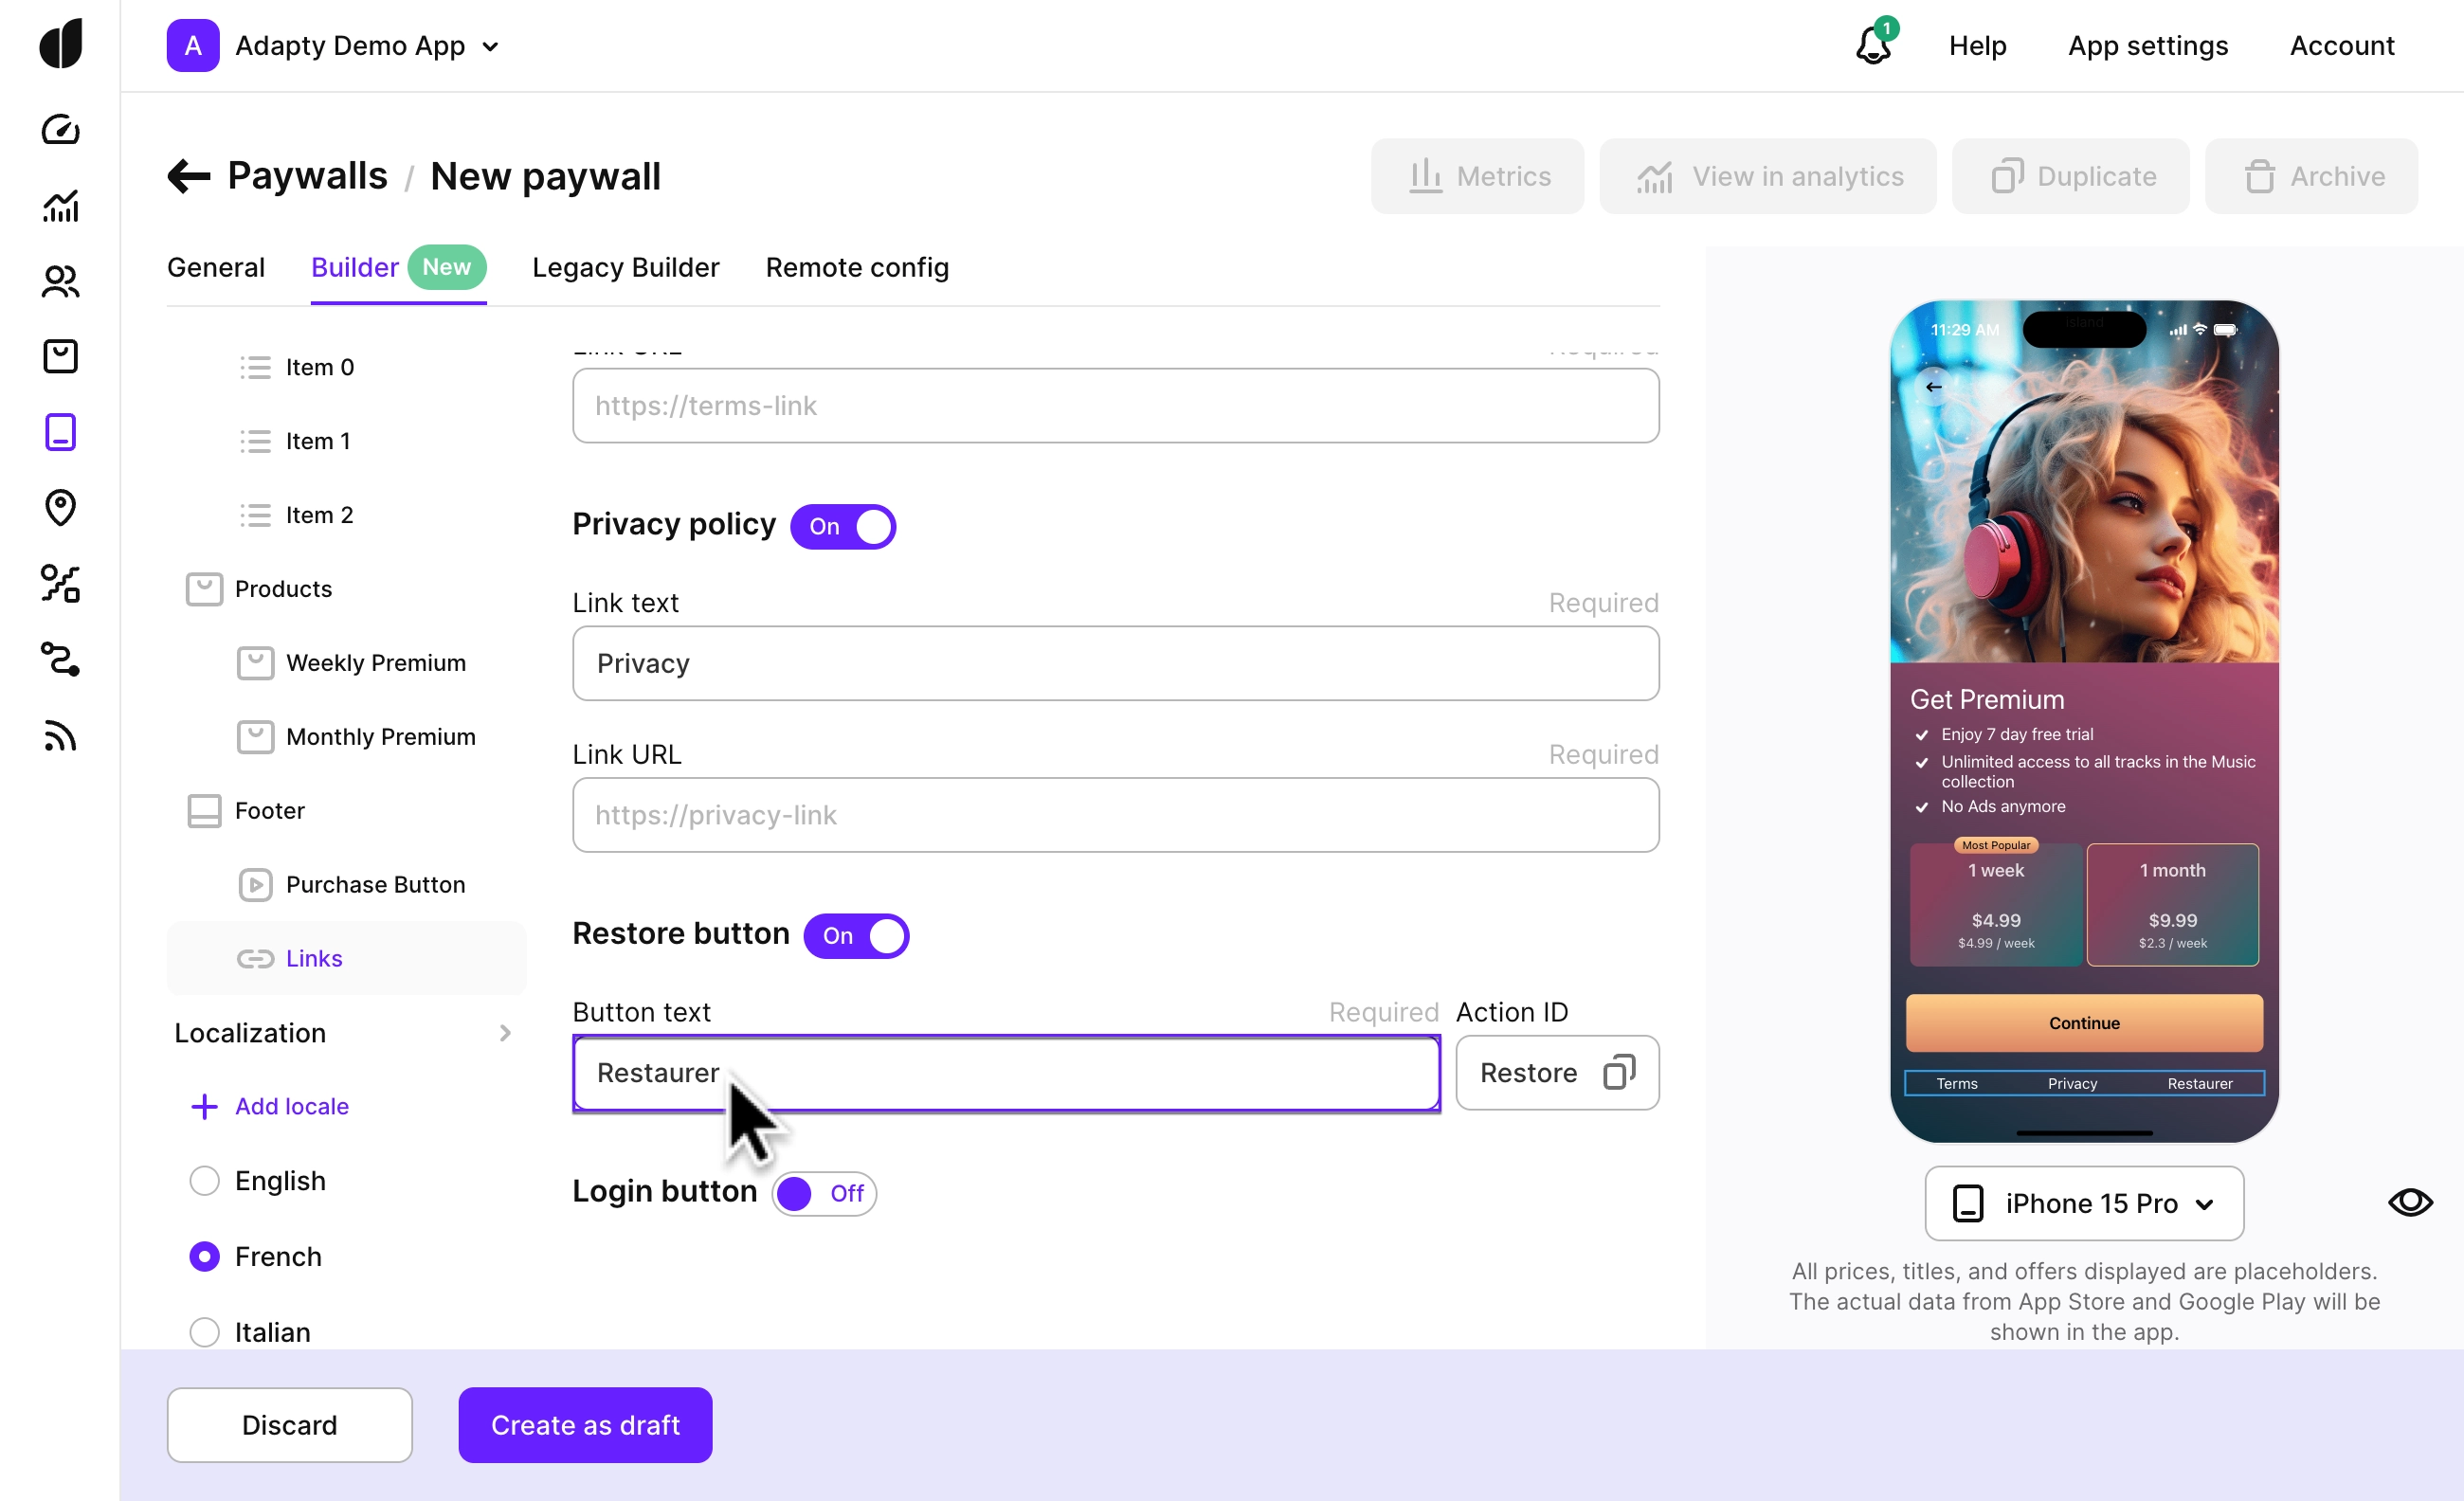 A Adapty Demo App
1
Help
App settings
Account
Paywalls / New paywall
Metrics
View in analytics
Duplicate
Archive
General
Builder New
Legacy Builder
Remote config
Item 0
Item 1
Item 2
Products
Weekly Premium
Monthly Premium
Footer
Purchase Button
Links
Localization
Add locale
English
French
Italian
https://terms-link
Privacy policy On
Link text Required
Privacy
Link URL Required
https://privacy-link
Restore button On
Button text Required
Restaurer
Action ID
Restore
Login button Off
11:29 AM
island
Get Premium
Enjoy 7 day free trial
Unlimited access to all tracks in the Music
collection
No Ads anymore
Most Popular
1 week
$4.99
$4.99 / week
1 month
$9.99
$2.3 / week
Continue
Terms Privacy Restaurer
iPhone 15 Pro
All prices, titles, and offers displayed are placeholders.
The actual data from App Store and Google Play will be
shown in the app.
Discard
Create as draft